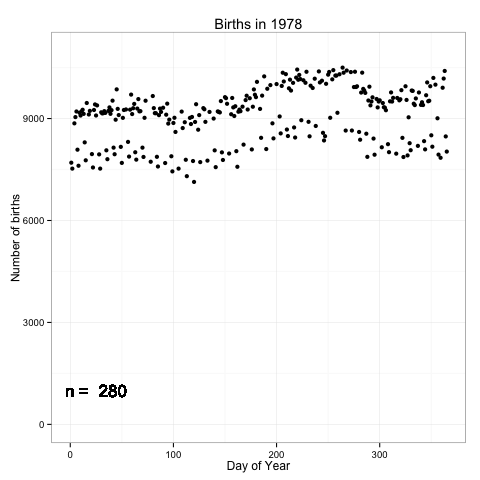 Births in 1978
Number of births
9000
6000
3000
0
n = 280
0 100 200 300
Day of Year